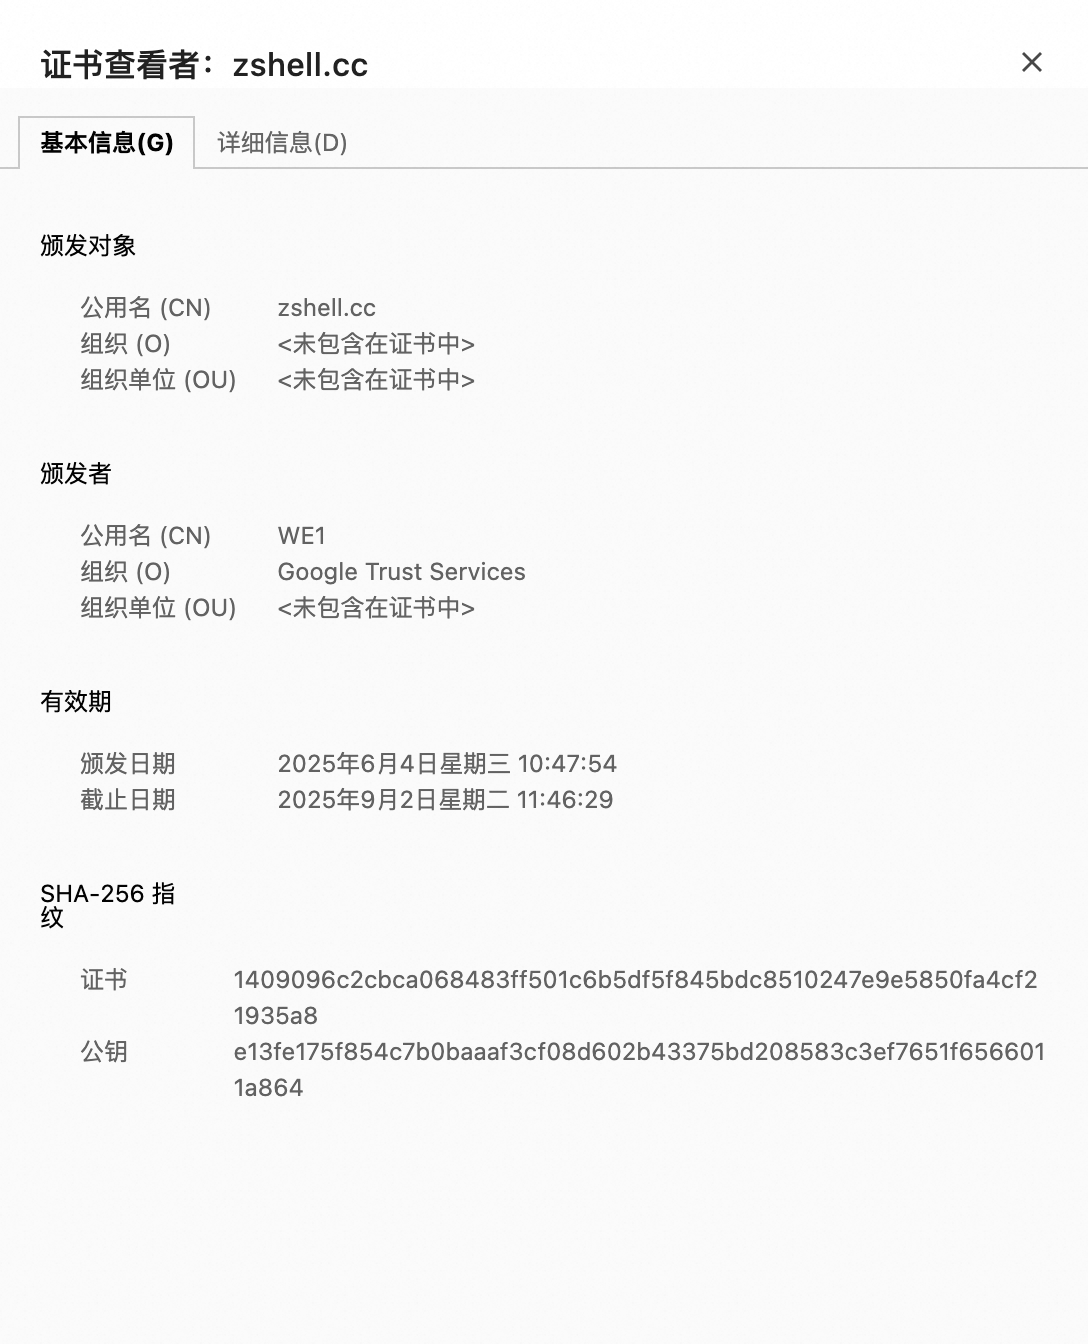 证书查看者：zshell.cc
基本信息(G) 详细信息(D)
颁发对象
公用名 (CN) zshell.cc
组织 (O) <未包含在证书中>
组织单位 (OU) <未包含在证书中>
颁发者
公用名 (CN) WE1
组织 (O) Google Trust Services
组织单位 (OU) <未包含在证书中>
有效期
颁发日期 2025年6月4日星期三 10:47:54
截止日期 2025年9月2日星期二 11:46:29
SHA-256 指
纹
证书 1409096c2cbca068483ff501c6b5df5f845bdc8510247e9e5850fa4cf2
1935a8
公钥 e13fe175f854c7b0baaaf3cf08d602b43375bd208583c3ef7651f656601
1a864